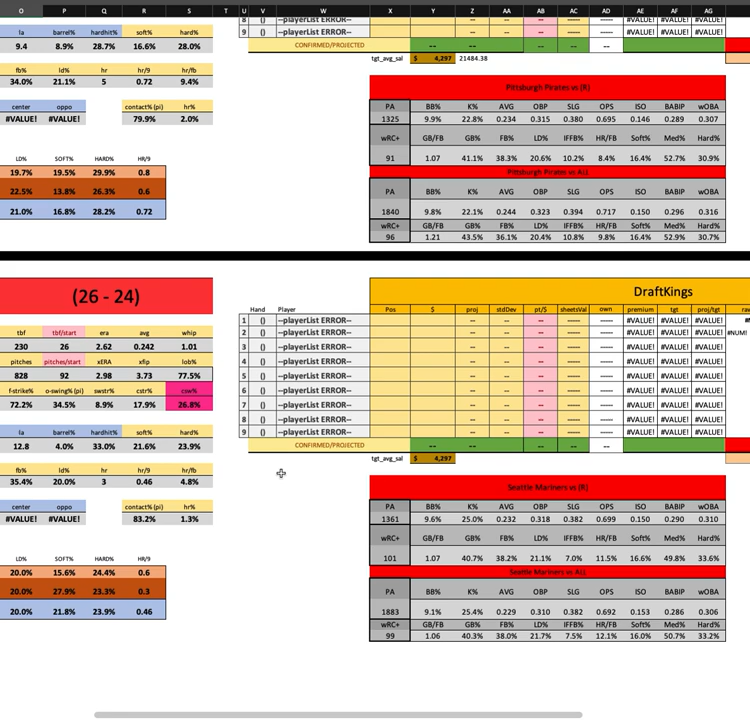 O P Q R S T U V W X Y Z AA AB AC AD AE AF AG
la barrel% hardhit% soft% hard% 8 () --playerList ERROR-- -- -- ----- ----- #VALUE! #VALUE! #VALUE!
9.4 8.9% 28.7% 16.6% 28.0% 9 () --playerList ERROR-- -- -- ----- ----- #VALUE! #VALUE! #VALUE!
CONFIRMED/PROJECTED -- -- -- -- --
tgt_avg_sal $ 4,297 21484.38
fb% ld% hr hr/9 hr/fb
34.0% 21.1% 5 0.72 9.4%
Pittsburgh Pirates vs (R)
center oppo contact% (pi) hr% PA BB% K% AVG OBP SLG OPS ISO BABIP wOBA
#VALUE! #VALUE! 79.9% 2.0% 1325 9.9% 22.8% 0.234 0.315 0.380 0.695 0.146 0.289 0.307
wRC+ GB/FB GB% FB% LD% IFFB% HR/FB Soft% Med% Hard%
LD% SOFT% HARD% HR/9 91 1.07 41.1% 38.3% 20.6% 10.2% 8.4% 16.4% 52.7% 30.9%
19.7% 19.5% 29.9% 0.8 Pittsburgh Pirates vs ALL
22.5% 13.8% 26.3% 0.6 PA BB% K% AVG OBP SLG OPS ISO BABIP wOBA
21.0% 16.8% 28.2% 0.72 1840 9.8% 22.1% 0.244 0.323 0.394 0.717 0.150 0.296 0.316
wRC+ GB/FB GB% FB% LD% IFFB% HR/FB Soft% Med% Hard%
96 1.21 43.5% 36.1% 20.4% 10.8% 9.8% 16.4% 52.9% 30.7%
(26 - 24) DraftKings
Hand Player Pos $ proj stdDev pt/$ sheetsVal own premium tgt proj/tgt
1 () --playerList ERROR-- -- -- ----- ----- #VALUE! #VALUE! #VALUE!
tbf tbf/start era avg whip 2 () --playerList ERROR-- -- -- ----- ----- #VALUE! #VALUE! #VALUE! #NUM!
230 26 2.62 0.242 1.01 3 () --playerList ERROR-- -- -- ----- ----- #VALUE! #VALUE! #VALUE!
pitches pitches/start xERA xfip lob% 4 () --playerList ERROR-- -- -- ----- ----- #VALUE! #VALUE! #VALUE!
828 92 2.98 3.73 77.5% 5 () --playerList ERROR-- -- -- ----- ----- #VALUE! #VALUE! #VALUE!
f-strike% o-swing% (pi) swstr% cstr% csw% 6 () --playerList ERROR-- -- -- ----- ----- #VALUE! #VALUE! #VALUE!
72.2% 34.5% 8.9% 17.9% 26.8% 7 () --playerList ERROR-- -- -- ----- ----- #VALUE! #VALUE! #VALUE!
8 () --playerList ERROR-- -- -- ----- ----- #VALUE! #VALUE! #VALUE!
la barrel% hardhit% soft% hard% 9 () --playerList ERROR-- -- -- ----- ----- #VALUE! #VALUE! #VALUE!
12.8 4.0% 33.0% 21.6% 23.9% CONFIRMED/PROJECTED -- -- -- -- --
tgt_avg_sal $ 4,297
fb% ld% hr hr/9 hr/fb
35.4% 20.0% 3 0.46 4.8%
Seattle Mariners vs (R)
center oppo contact% (pi) hr% PA BB% K% AVG OBP SLG OPS ISO BABIP wOBA
#VALUE! #VALUE! 83.2% 1.3% 1361 9.6% 25.0% 0.232 0.318 0.382 0.699 0.150 0.290 0.310
wRC+ GB/FB GB% FB% LD% IFFB% HR/FB Soft% Med% Hard%
LD% SOFT% HARD% HR/9 101 1.07 40.7% 38.2% 21.1% 7.0% 11.5% 16.6% 49.8% 33.6%
20.0% 15.6% 24.4% 0.6 Seattle Mariners vs ALL
20.0% 27.9% 23.3% 0.3 PA BB% K% AVG OBP SLG OPS ISO BABIP wOBA
20.0% 21.8% 23.9% 0.46 1883 9.1% 25.4% 0.229 0.310 0.382 0.692 0.153 0.286 0.306
wRC+ GB/FB GB% FB% LD% IFFB% HR/FB Soft% Med% Hard%
99 1.06 40.3% 38.0% 21.7% 7.5% 12.1% 16.0% 50.7% 33.2%